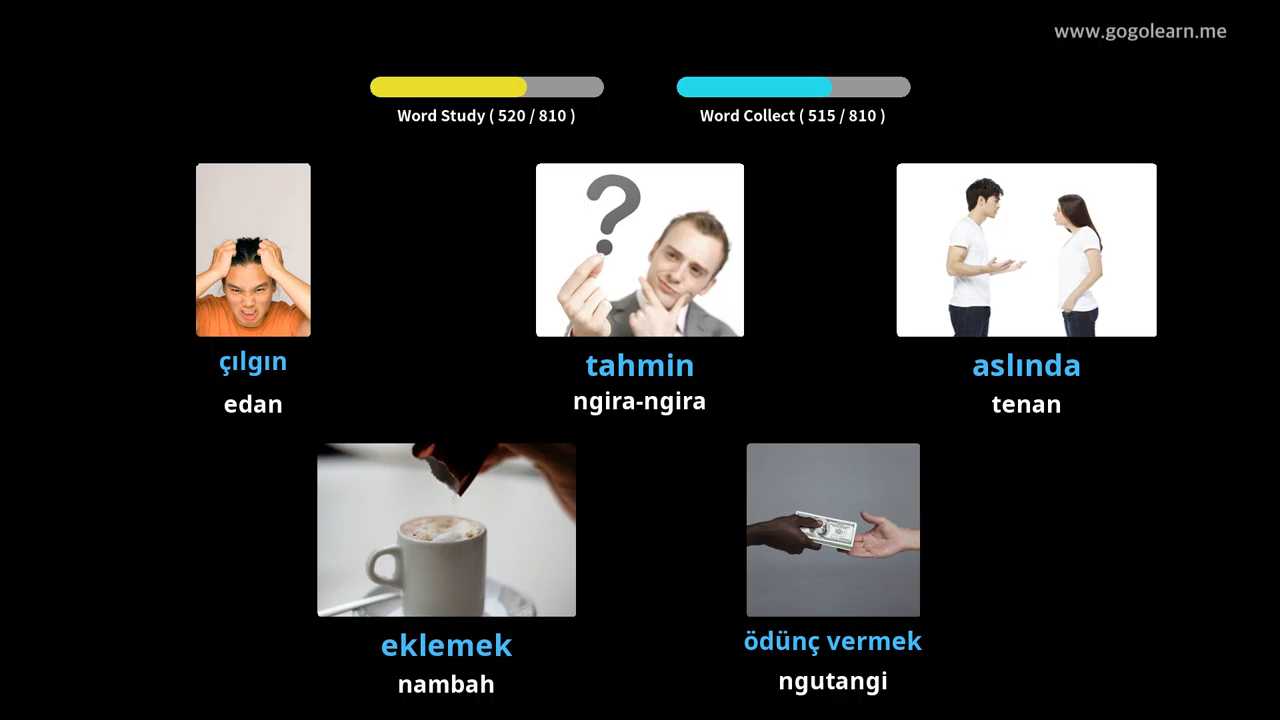 www.gogolearn.me
Word Study ( 520 / 810 )
Word Collect ( 515 / 810 )
çılgın
edan
tahmin
ngira-ngira
aslında
tenan
eklemek
nambah
ödünç vermek
ngutangi